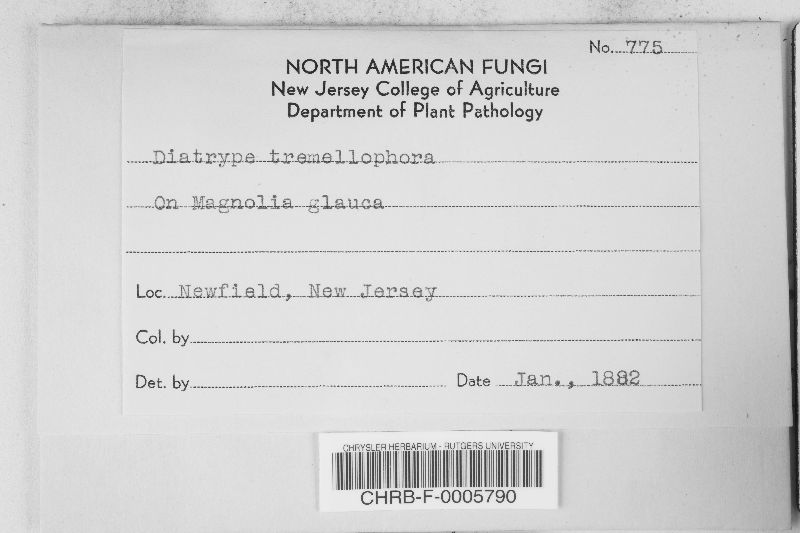 No. 775
NORTH AMERICAN FUNGI
New Jersey College of Agriculture
Department of Plant Pathology
Diatrype tremellophora
On Magnolia glauca
Loc. Newfield, New Jersey
Col. by
Det. by Date Jan., 1882
CHRYSLER HERBARIUM - RUTGERS UNIVERSITY
CHRB-F-0005790